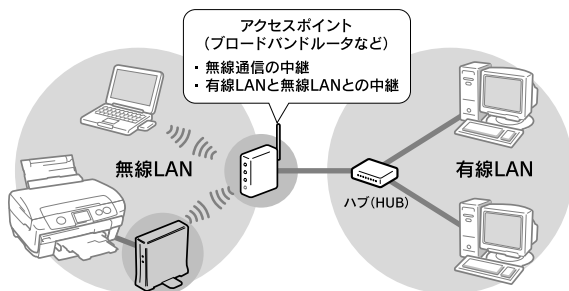 アクセスポイント
(ブロードバンドルータなど)
・ 無線通信の中継
・ 有線LANと無線LANとの中継
無線LAN
有線LAN
ハブ(HUB)